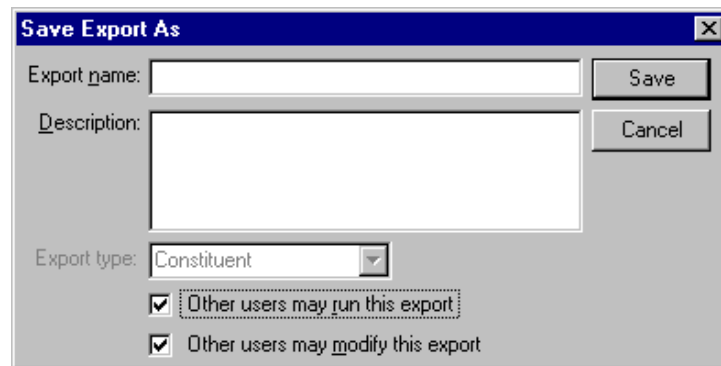 Save Export As
Export name:
Save
Description:
Cancel
Export type: Constituent
Other users may run this export
Other users may modify this export